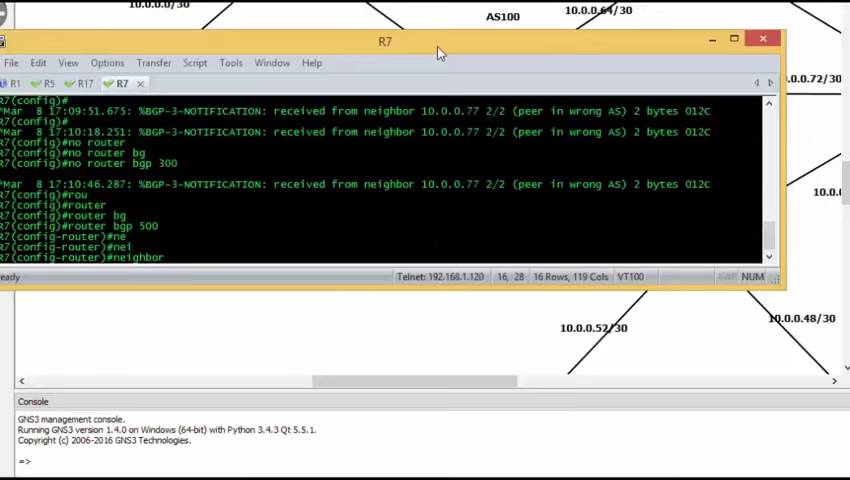 10.0.0.0/30
10.0.0.64/30
AS100
R7
0.0.72/30
File Edit View Options Transfer Script Tools Window Help
R1 R5 R17 R7
R7(config)#
*Mar  8 17:09:51.675: %BGP-3-NOTIFICATION: received from neighbor 10.0.0.77 2/2 (peer in wrong AS) 2 bytes 012C
R7(config)#
*Mar  8 17:10:18.251: %BGP-3-NOTIFICATION: received from neighbor 10.0.0.77 2/2 (peer in wrong AS) 2 bytes 012C
R7(config)#no router
R7(config)#no router bg
R7(config)#no router bgp 300
*Mar  8 17:10:46.287: %BGP-3-NOTIFICATION: received from neighbor 10.0.0.77 2/2 (peer in wrong AS) 2 bytes 012C
R7(config)#rou
R7(config)#router
R7(config)#router bg
R7(config)#router bgp 500
R7(config-router)#ne
R7(config-router)#nei
R7(config-router)#neighbor
10.0.
eady Telnet: 192.168.1.120 16, 28 16 Rows, 119 Cols VT100 CAP NUM
10.0.0.48/30
10.0.0.52/30
Console
GNS3 management console.
Running GNS3 version 1.4.0 on Windows (64-bit) with Python 3.4.3 Qt 5.5.1.
Copyright (c) 2006-2016 GNS3 Technologies.
=>